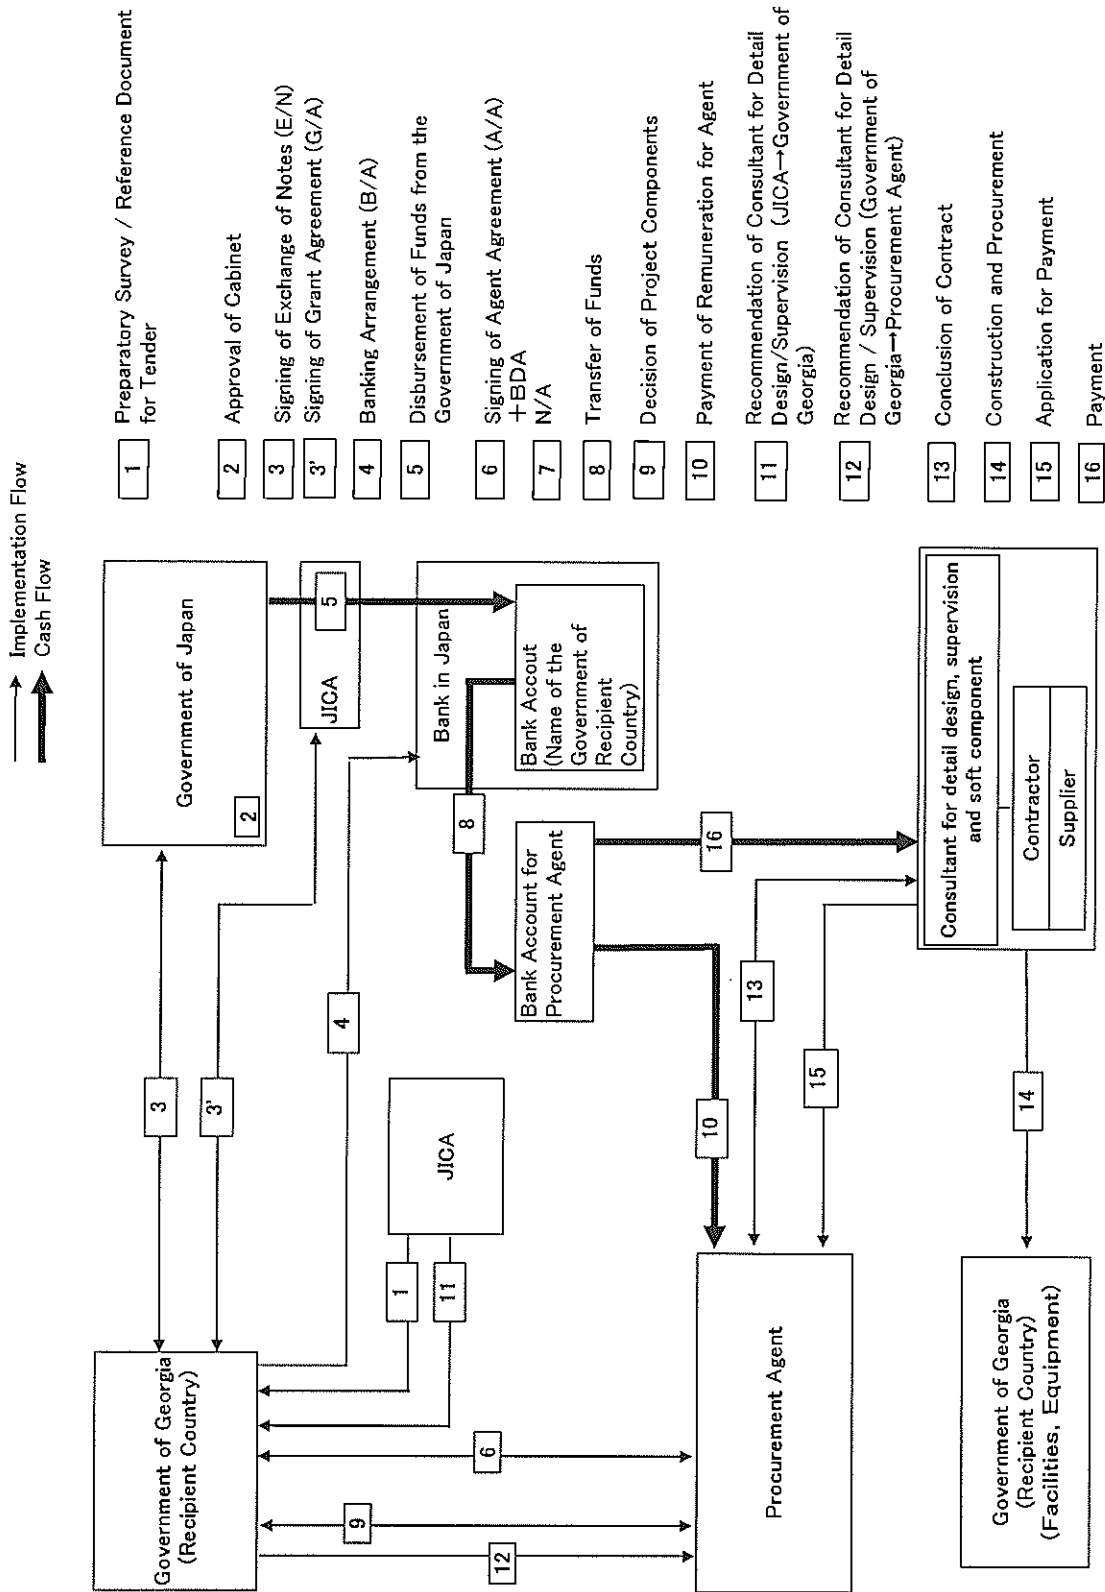 Implementation Flow
Cash Flow
Government of Georgia
(Recipient Country)
3
3'
4
Government of Japan
2
JICA
5
1
11
JICA
Bank in Japan
Bank Accout
(Name of the
Government of
Recipient
Country)
8
Bank Account for
Procurement Agent
6
9
12
10
16
Procurement Agent
13
15
Consultant for detail design, supervision
and soft component
Contractor
Supplier
14
Government of Georgia
(Recipient Country)
(Facilities, Equipment)
1 Preparatory Survey / Reference Document
for Tender
2 Approval of Cabinet
3 Signing of Exchange of Notes (E/N)
3' Signing of Grant Agreement (G/A)
4 Banking Arrangement (B/A)
5 Disbursement of Funds from the
Government of Japan
6 Signing of Agent Agreement (A/A)
+BDA
7 N/A
8 Transfer of Funds
9 Decision of Project Components
10 Payment of Remuneration for Agent
11 Recommendation of Consultant for Detail
Design/Supervision (JICA→Government of
Georgia)
12 Recommendation of Consultant for Detail
Design / Supervision (Government of
Georgia→Procurement Agent)
13 Conclusion of Contract
14 Construction and Procurement
15 Application for Payment
16 Payment